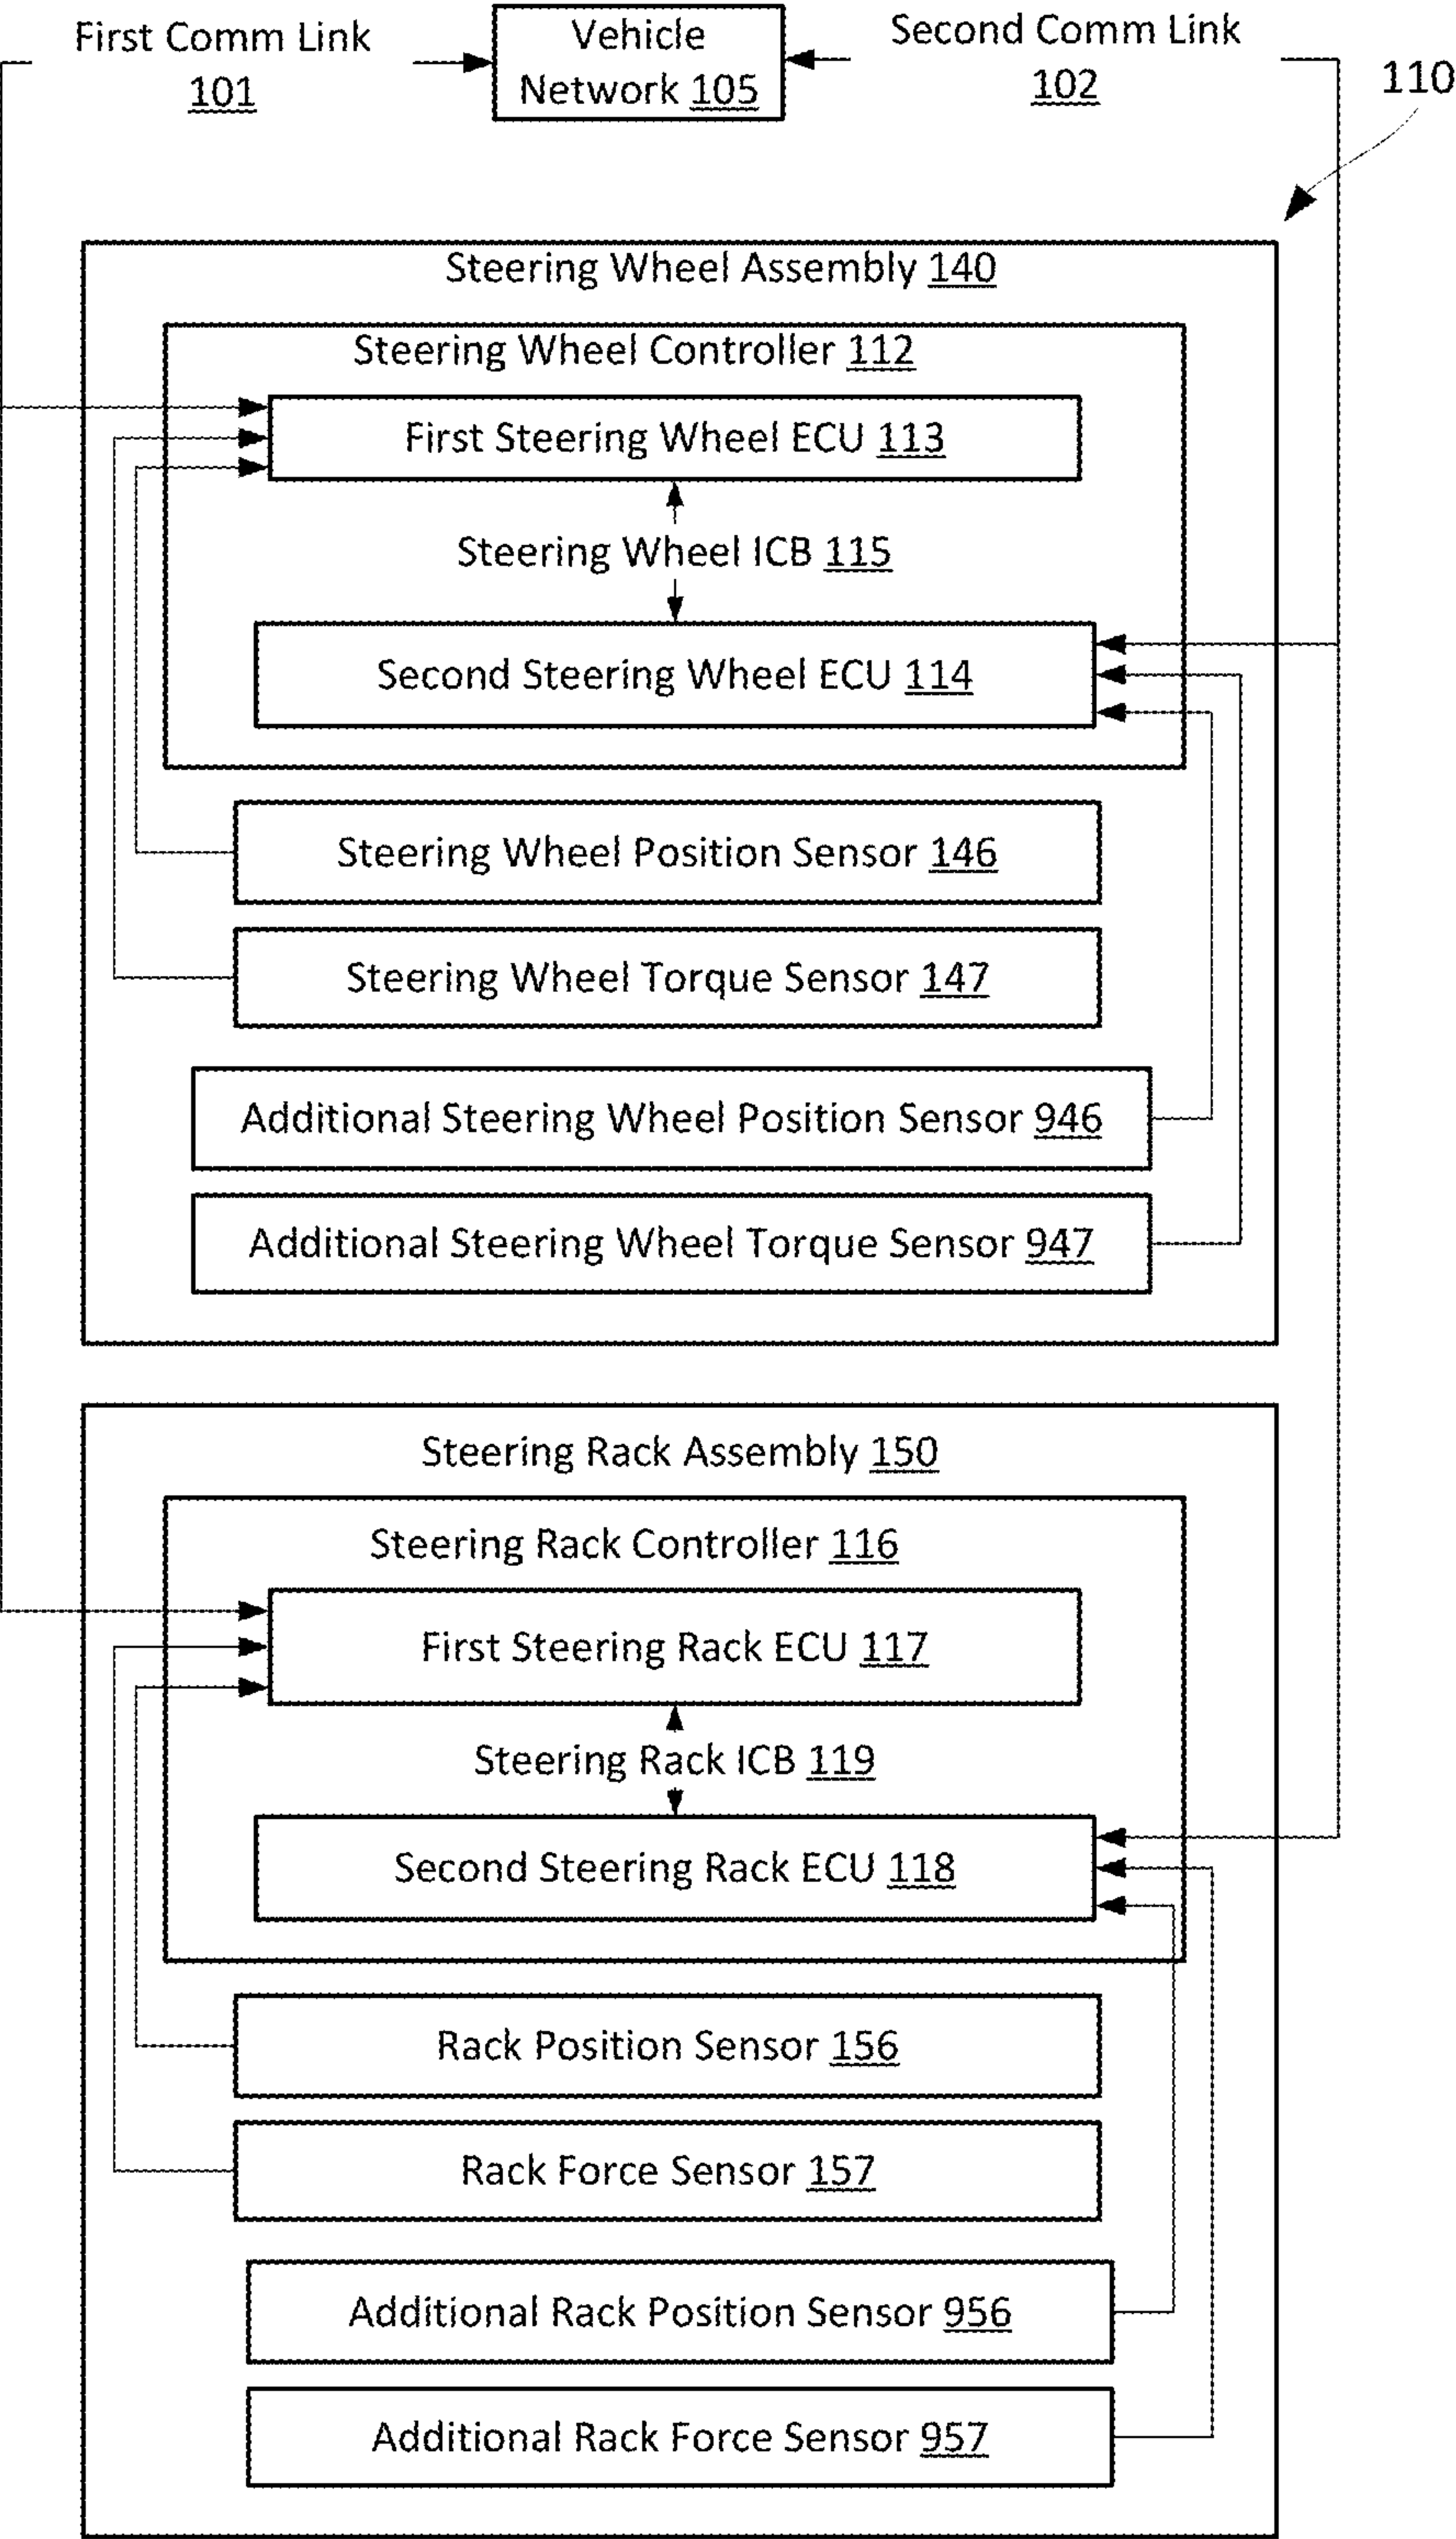 First Comm Link
101
Vehicle
Network 105
Second Comm Link
102
110
Steering Wheel Assembly 140
Steering Wheel Controller 112
First Steering Wheel ECU 113
Steering Wheel ICB 115
Second Steering Wheel ECU 114
Steering Wheel Position Sensor 146
Steering Wheel Torque Sensor 147
Additional Steering Wheel Position Sensor 946
Additional Steering Wheel Torque Sensor 947
Steering Rack Assembly 150
Steering Rack Controller 116
First Steering Rack ECU 117
Steering Rack ICB 119
Second Steering Rack ECU 118
Rack Position Sensor 156
Rack Force Sensor 157
Additional Rack Position Sensor 956
Additional Rack Force Sensor 957